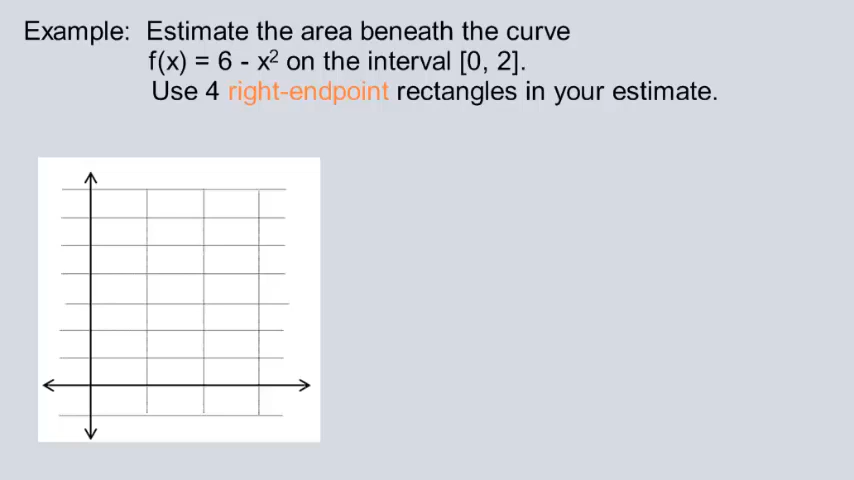 Example: Estimate the area beneath the curve
f(x) = 6 - x² on the interval [0, 2].
Use 4 right-endpoint rectangles in your estimate.